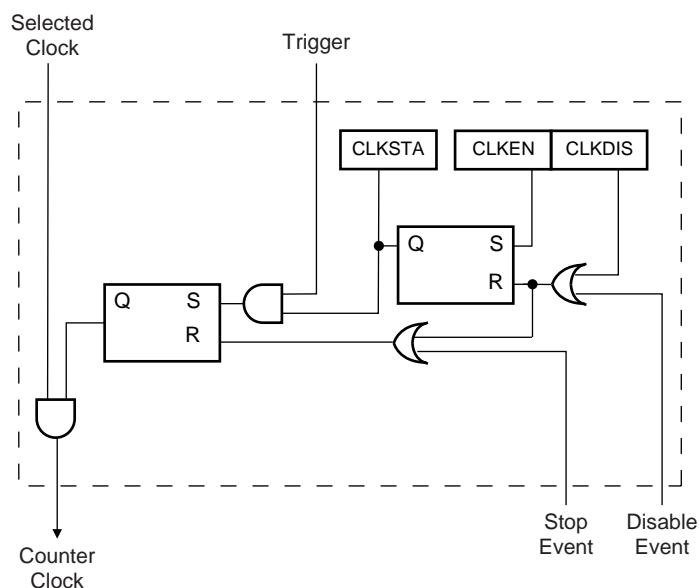 Selected
Clock
Trigger
CLKSTA
CLKEN
CLKDIS
Q
S
R
Q
S
R
Stop
Event
Disable
Event
Counter
Clock